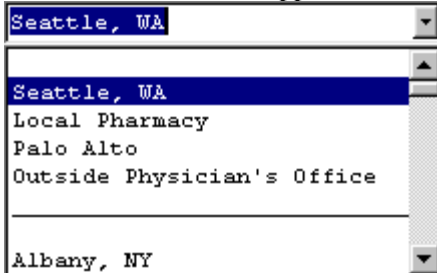 Seattle, WA
Seattle, WA
Local Pharmacy
Palo Alto
Outside Physician's Office
Albany, NY